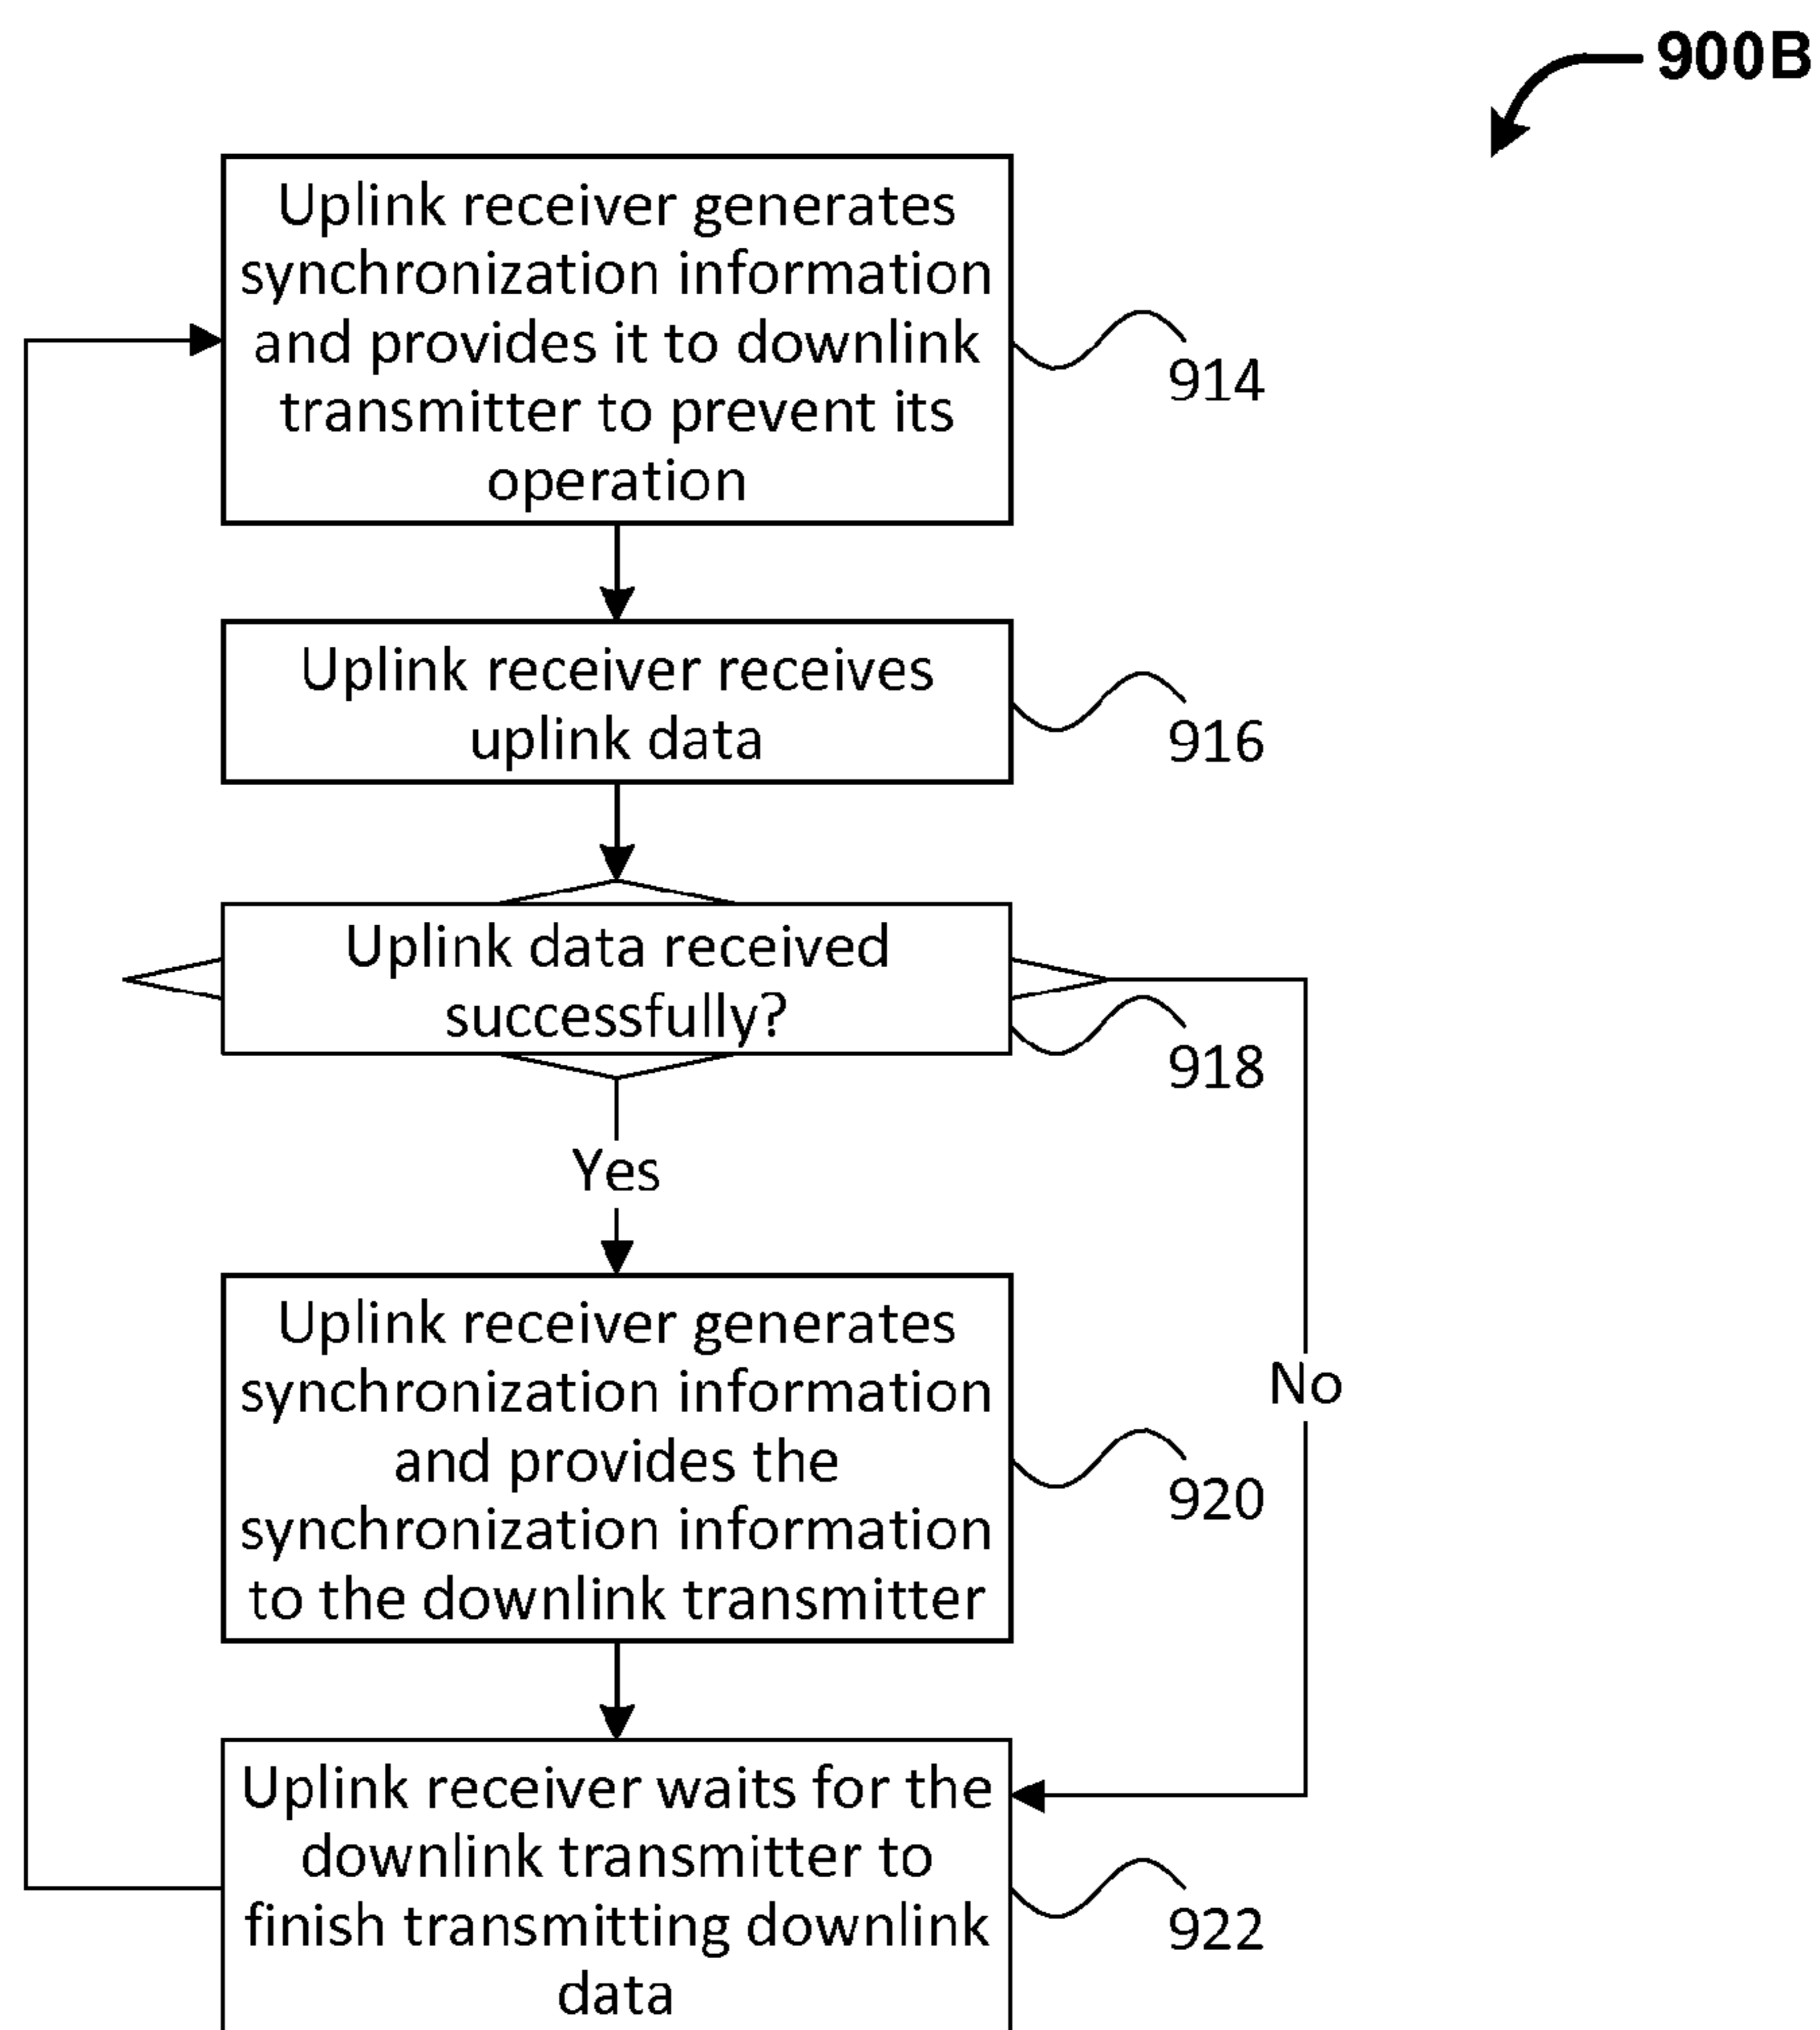 900B
Uplink receiver generates
synchronization information
and provides it to downlink
transmitter to prevent its
operation
914
Uplink receiver receives
uplink data
916
Uplink data received
successfully?
918
Yes
Uplink receiver generates
synchronization information
and provides the
synchronization information
to the downlink transmitter
920
No
Uplink receiver waits for the
downlink transmitter to
finish transmitting downlink
data
922